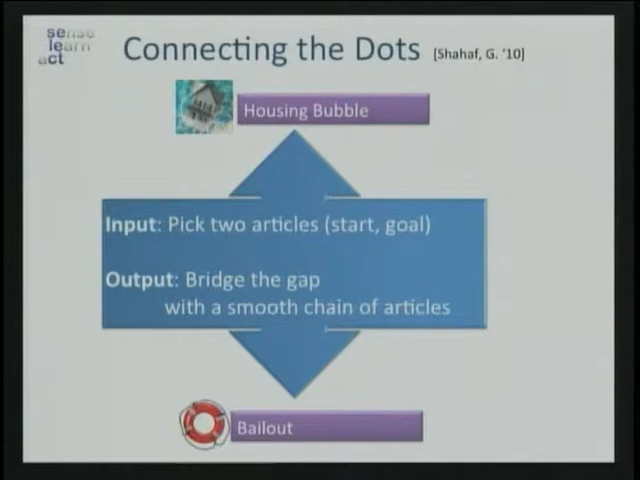 sense
learn
act
Connecting the Dots [Shahaf, G. '10]
Housing Bubble
Input: Pick two articles (start, goal)
Output: Bridge the gap
with a smooth chain of articles
Bailout